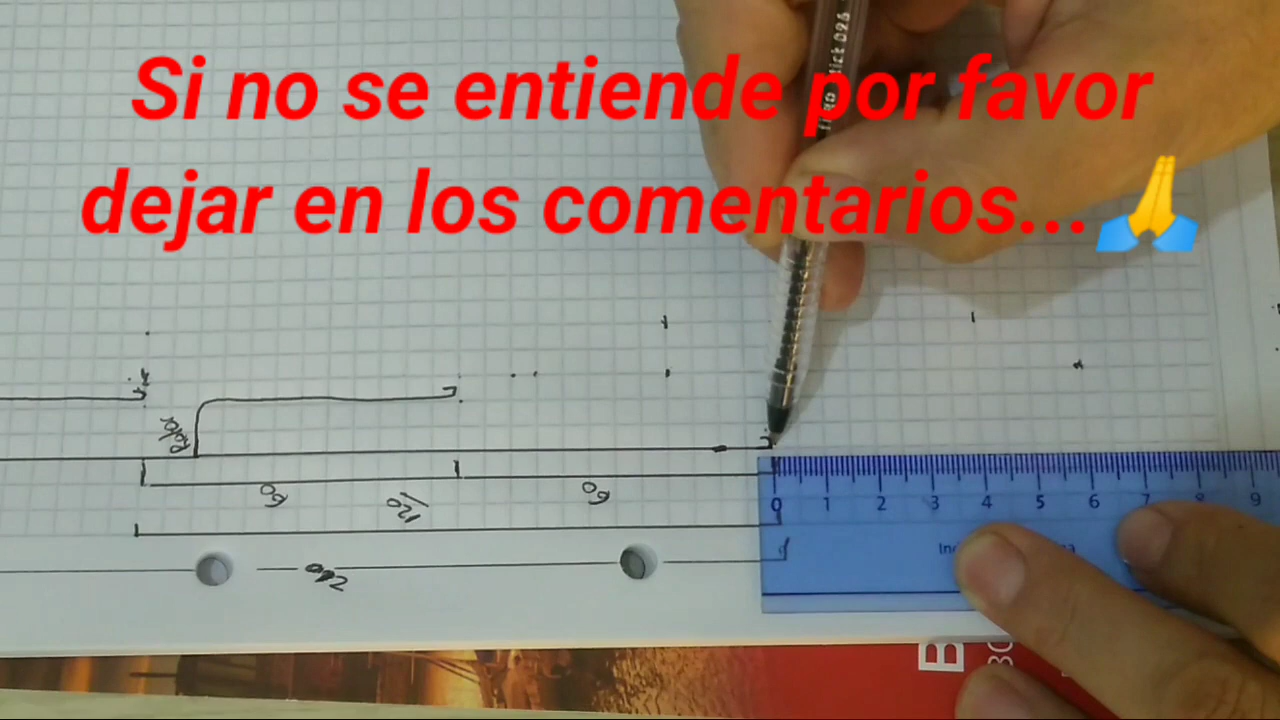 Si no se entiende por favor
dejar en los comentarios...🙏
60
120
60
240
0 1 2 3 4 5 6 7 8 9
B